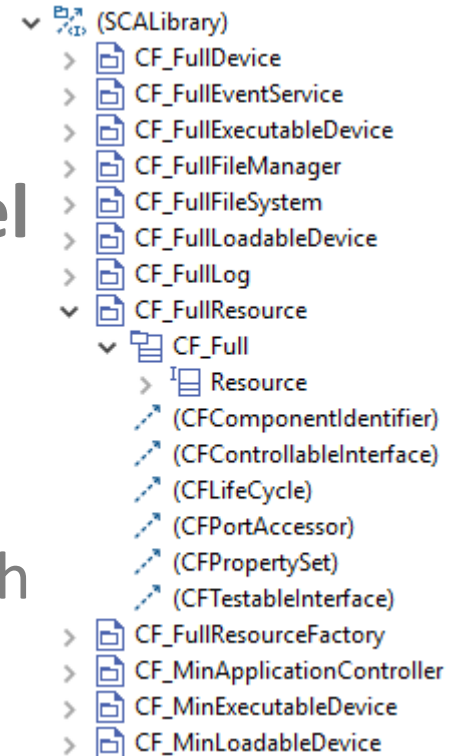 (SCALibrary)
CF_FullDevice
CF_FullEventService
CF_FullExecutableDevice
CF_FullFileManager
CF_FullFileSystem
el
CF_FullLoadableDevice
CF_FullLog
CF_FullResource
CF_Full
Resource
(CFComponentIdentifier)
(CFControllableInterface)
(CFLifeCycle)
(CFPortAccessor)
h
(CFPropertySet)
(CFTestableInterface)
CF_FullResourceFactory
CF_MinApplicationController
CF_MinExecutableDevice
CF_MinLoadableDevice